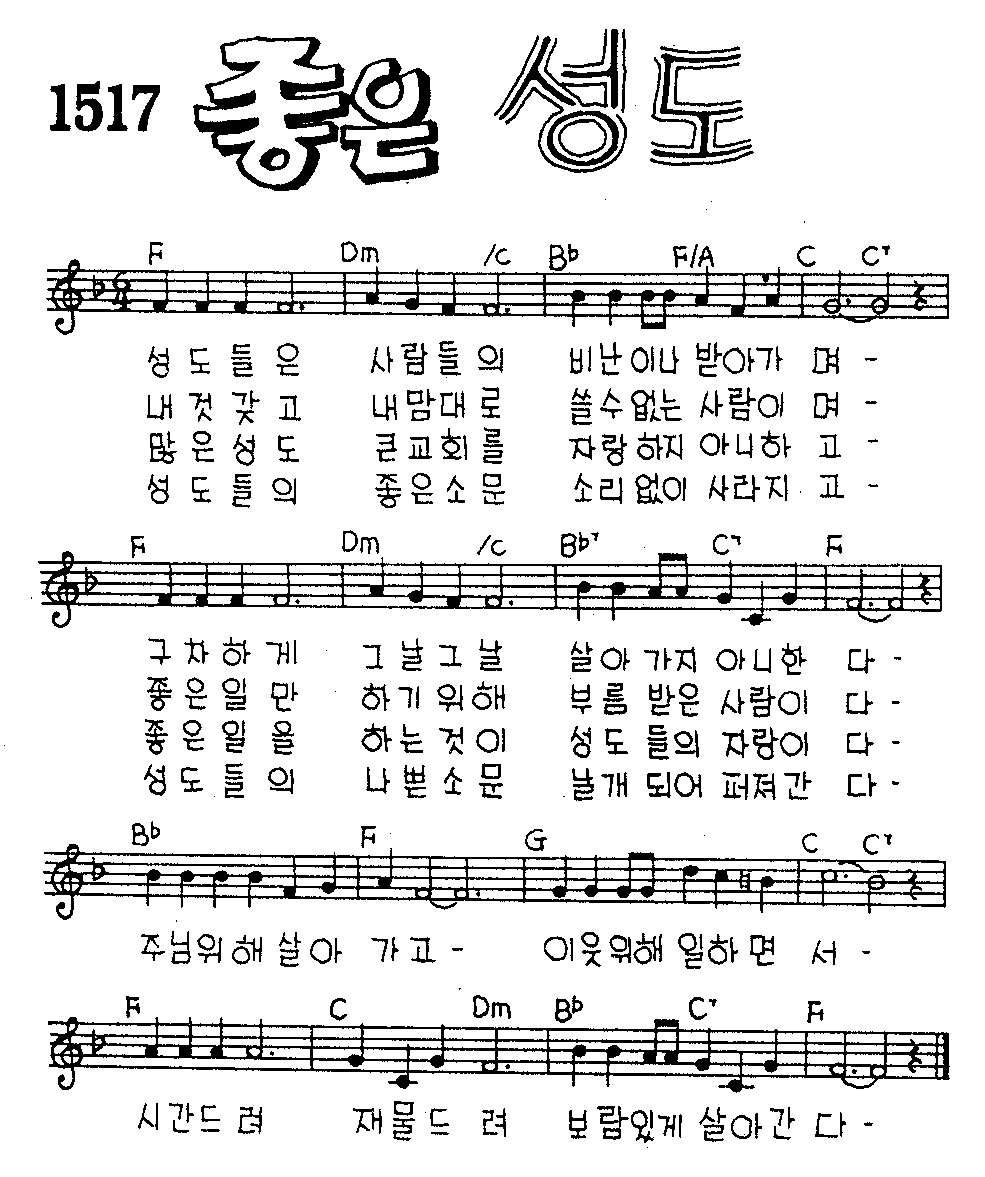 1517 좋은 성도
F Dm /C B♭ F/A C C7
성도들은 사람들의 비난이나 받아가며 -
내것갖고 내맘대로 쓸수없는 사람이며 -
많은성도 큰교회를 자랑하지 아니하고 -
성도들의 좋은소문 소리없이 사라지고 -
F Dm /C B♭7 C7 F
구차하게 그날그날 살아가지 아니한다 -
좋은일만 하기위해 부름받은 사람이다 -
좋은일을 하는것이 성도들의 자랑이다 -
성도들의 나쁜소문 날개되어 퍼져간다 -
B♭ F G C C7
주님위해 살아가고 - 이웃위해 일하면서 -
F C Dm B♭ C7 F
시간드려 재물드려 보람있게 살아간다 -